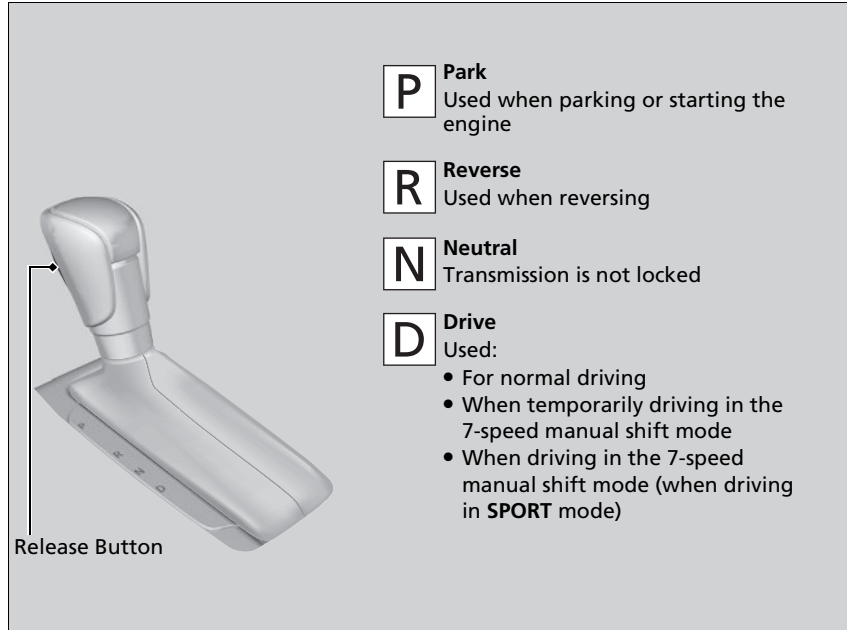 P
Park
Used when parking or starting the
engine
R
Reverse
Used when reversing
N
Neutral
Transmission is not locked
D
Drive
Used:
• For normal driving
• When temporarily driving in the
7-speed manual shift mode
• When driving in the 7-speed
manual shift mode (when driving
in SPORT mode)
P
R
N
D
Release Button